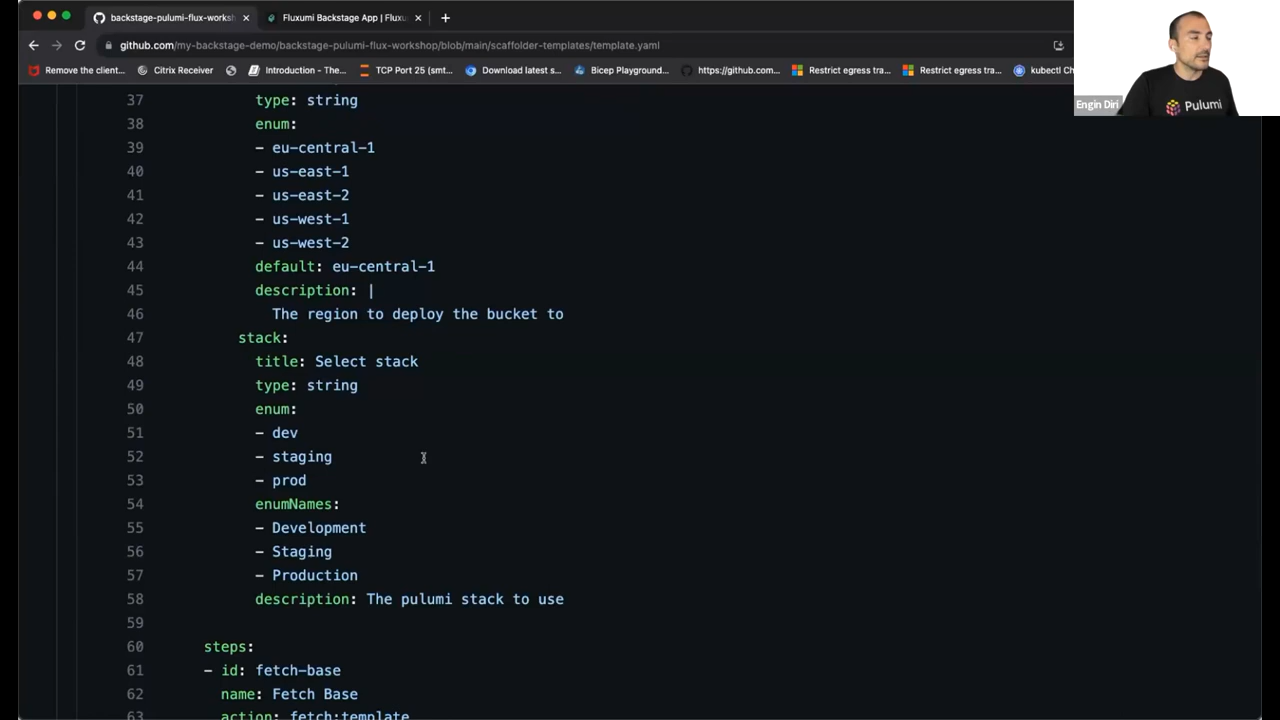 backstage-pulumi-flux-worksh
Fluxumi Backstage App | Fluxu
github.com/my-backstage-demo/backstage-pulumi-flux-workshop/blob/main/scaffolder-templates/template.yaml
Remove the client...
Citrix Receiver
Introduction - The...
TCP Port 25 (smt...
Download latest s...
Bicep Playground...
https://github.com...
Restrict egress tra...
Restrict egress tra...
kubectl Ch
Engin Diri
Pulumi
37 type: string
38 enum:
39 - eu-central-1
40 - us-east-1
41 - us-east-2
42 - us-west-1
43 - us-west-2
44 default: eu-central-1
45 description: |
46 The region to deploy the bucket to
47 stack:
48 title: Select stack
49 type: string
50 enum:
51 - dev
52 - staging
53 - prod
54 enumNames:
55 - Development
56 - Staging
57 - Production
58 description: The pulumi stack to use
59
60 steps:
61 - id: fetch-base
62 name: Fetch Base
63 action: fetch:template